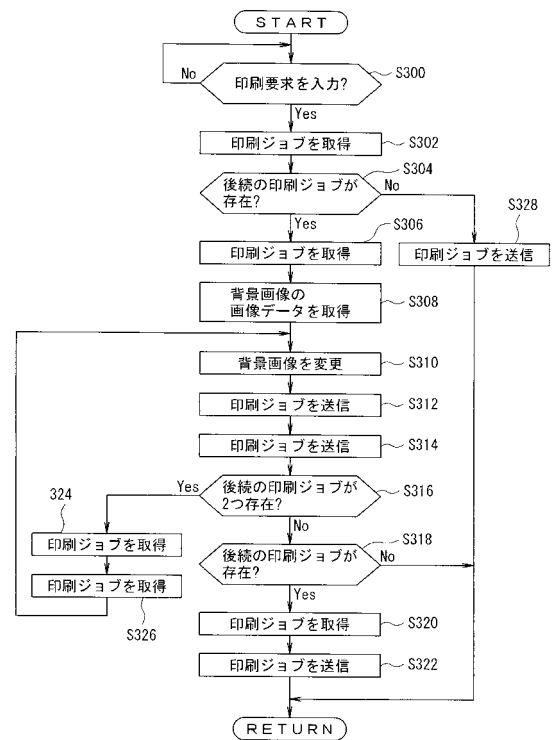 START
印刷要求を入力?
S300
No
Yes
印刷ジョブを取得
S302
後続の印刷ジョブが
存在?
S304
No
Yes
印刷ジョブを取得
S306
印刷ジョブを送信
S328
背景画像の
画像データを取得
S308
背景画像を変更
S310
印刷ジョブを送信
S312
印刷ジョブを送信
S314
後続の印刷ジョブが
2つ存在?
S316
Yes
No
324
印刷ジョブを取得
印刷ジョブを取得
S326
後続の印刷ジョブが
存在?
S318
No
Yes
印刷ジョブを取得
S320
印刷ジョブを送信
S322
RETURN